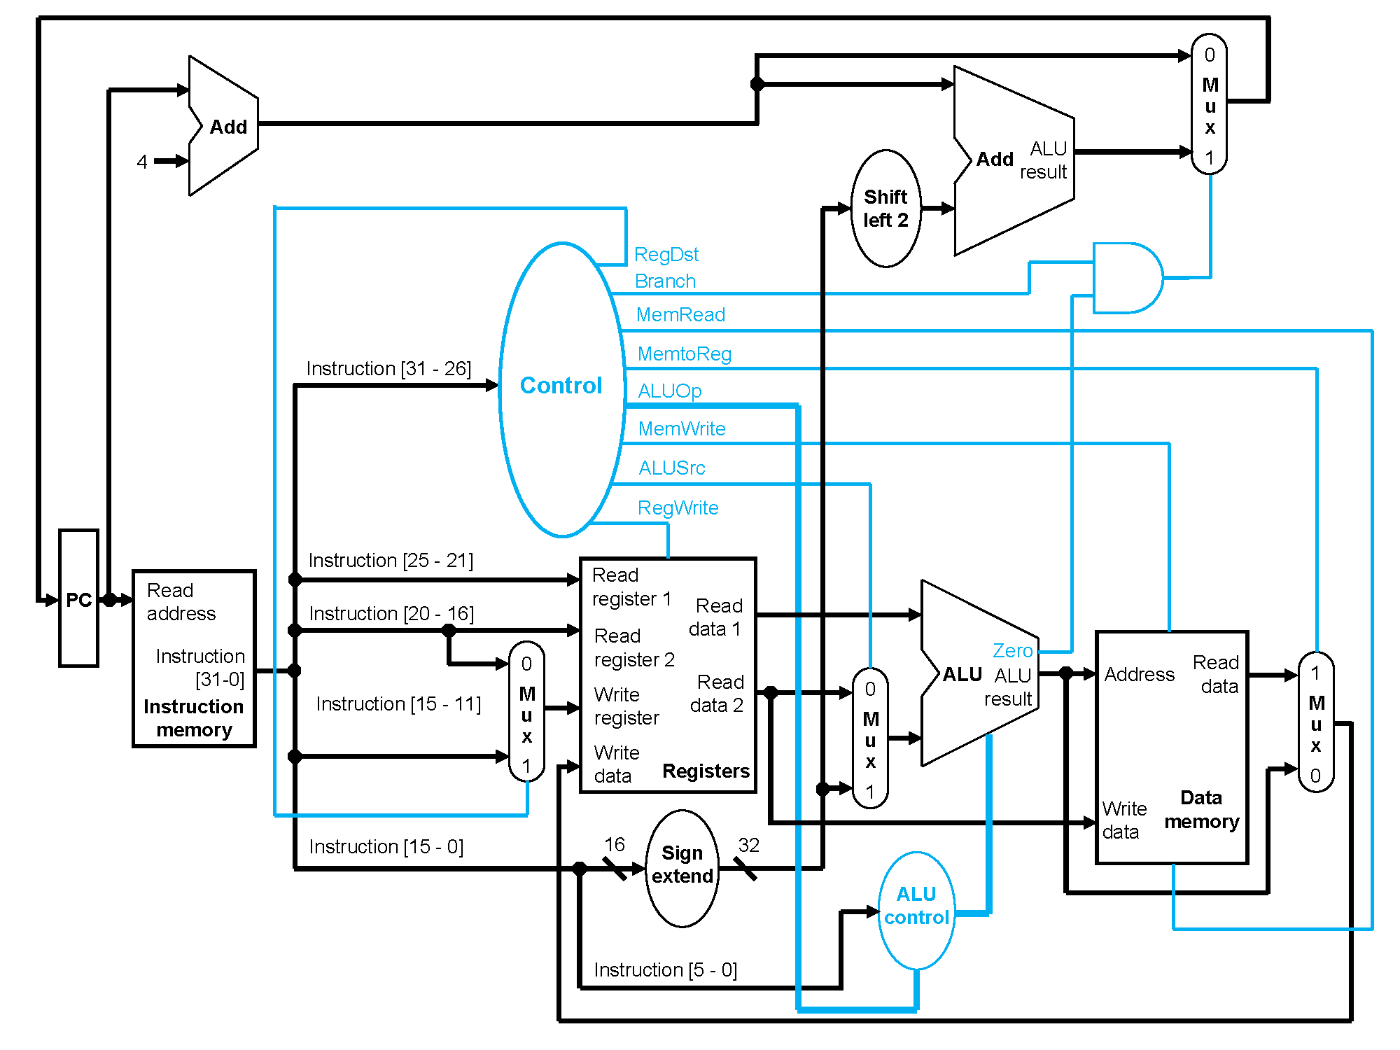 0
M
u
x
1
Add
4
Add
ALU
result
Shift
left 2
RegDst
Branch
MemRead
MemtoReg
ALUOp
MemWrite
ALUSrc
RegWrite
Control
Instruction [31 - 26]
Instruction [25 - 21]
Instruction [20 - 16]
Instruction [15 - 11]
Instruction [15 - 0]
Instruction [5 - 0]
PC
Read
address
Instruction
[31-0]
Instruction
memory
0
M
u
x
1
Read
register 1
Read
register 2
Write
register
Write
data
Read
data 1
Read
data 2
Registers
16
Sign
extend
32
0
M
u
x
1
Zero
ALU
ALU
result
ALU
control
Address
Read
data
Write
data
Data
memory
1
M
u
x
0